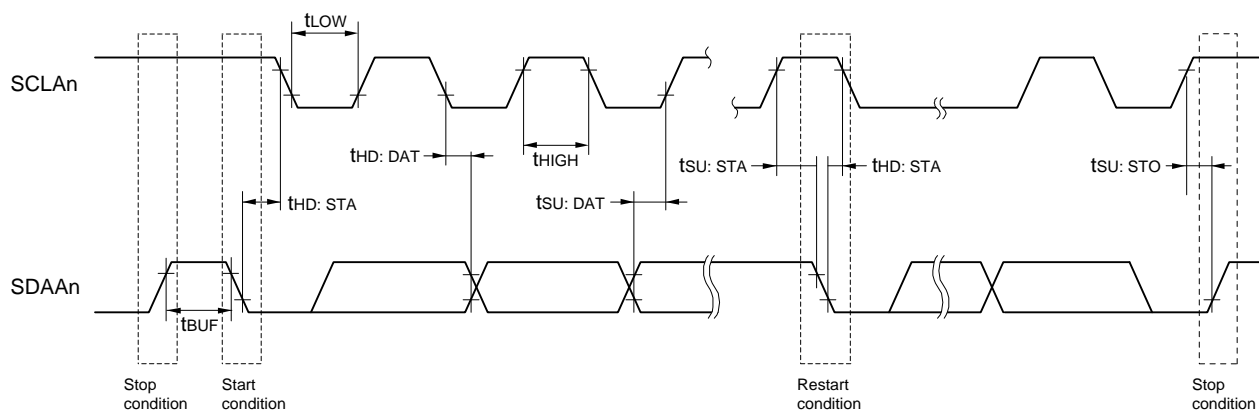 tLOW
SCLAn
tHD: DAT
tHIGH
tSU: STA
tHD: STA
tSU: STO
tHD: STA
tSU: DAT
SDAAn
tBUF
Stop
condition
Start
condition
Restart
condition
Stop
condition